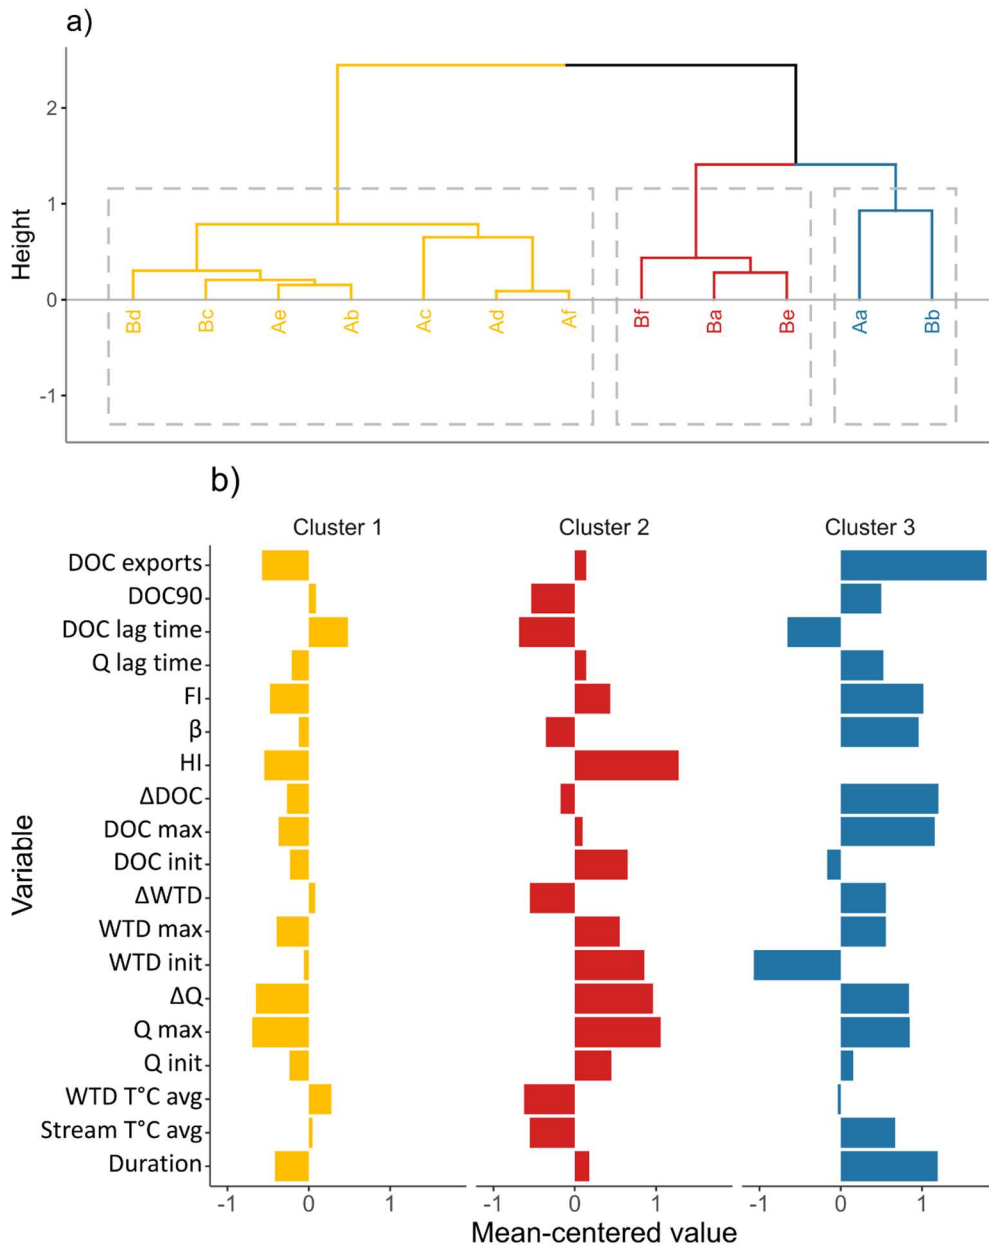 a)
Height
2
1
0
-1
Bd Bc Ae Ab Ac Ad Af Bf Ba Be Aa Bb
b)
Cluster 1 Cluster 2 Cluster 3
Variable
DOC exports
DOC90
DOC lag time
Q lag time
FI
β
HI
ΔDOC
DOC max
DOC init
ΔWTD
WTD max
WTD init
ΔQ
Q max
Q init
WTD T°C avg
Stream T°C avg
Duration
-1 0 1 -1 0 1 -1 0 1
Mean-centered value